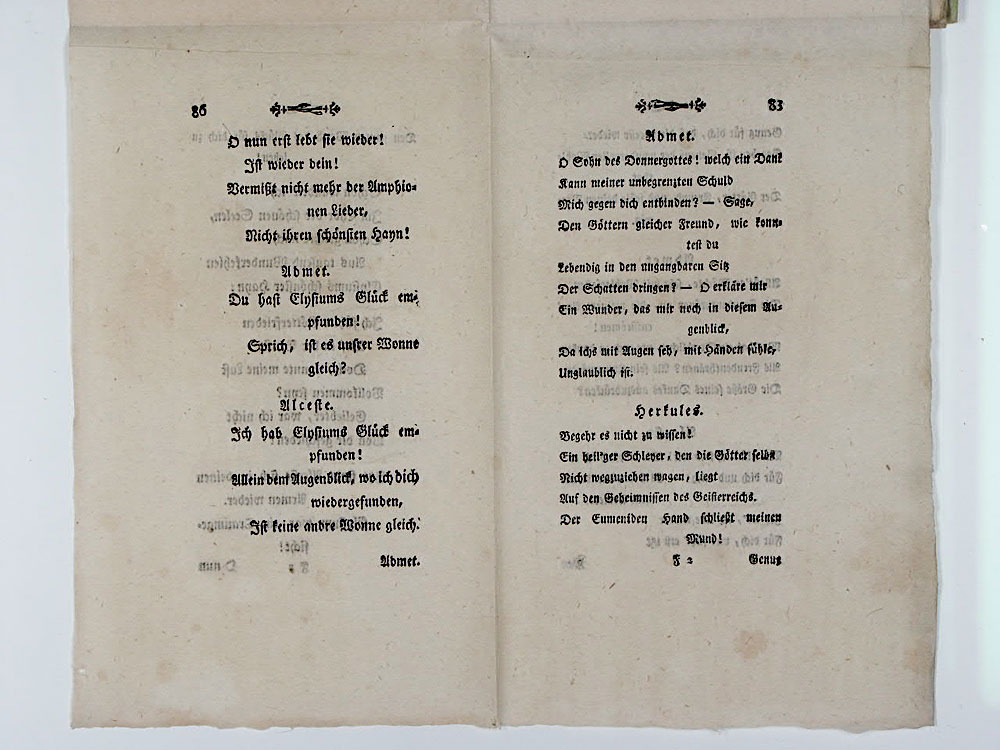 86
O nun erst lebt sie wieder!
Ist wieder dein!
Vermißt nicht mehr der Amphio-
nen Lieder,
Nicht ihren schönsten Hayn!
Admet.
Du hast Elysiums Glück em-
pfunden!
Sprich, ist es unsrer Wonne
gleich?
Alceste.
Ich hab Elysiums Glück em-
pfunden!
Allein dem Augenblick, wo ich dich
wiedergefunden,
Ist keine andre Wonne gleich.
Admet.
83
Admet.
O Sohn des Donnergottes! welch ein Dank
Kann meiner unbegrenzten Schuld
Mich gegen dich entbinden? — Sage,
Den Göttern gleicher Freund, wie konn-
test du
Lebendig in den ungangbaren Sitz
Der Schatten dringen? — O erkläre mir
Ein Wunder, das mir noch in diesem Au-
genblick,
Da ichs mit Augen seh, mit Händen fühle,
Unglaublich ist.
Herkules.
Begehr es nicht zu wissen!
Ein heil'ger Schleyer, den die Götter selbst
Nicht wegzuziehen wagen, liegt
Auf den Geheimnissen des Geisterreichs.
Der Eumeniden Hand schließt meinen
Mund!
F 2 Genug